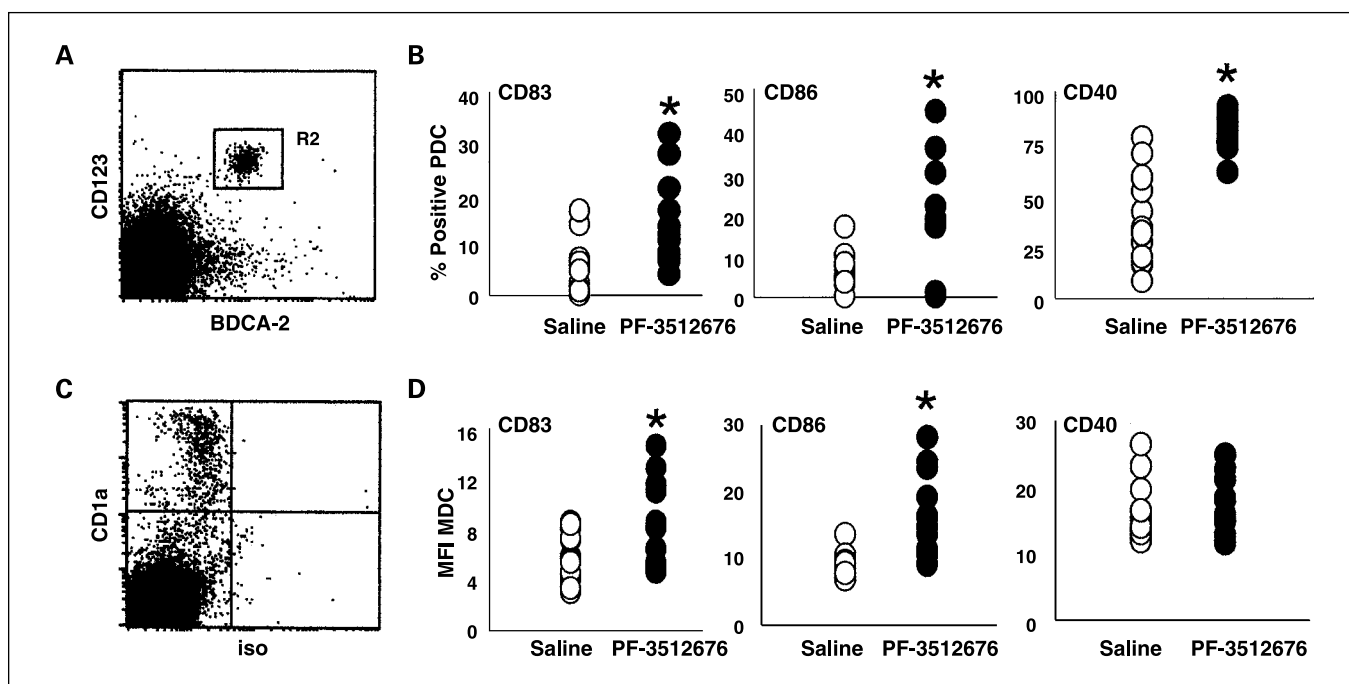 A
CD123
R2
BDCA-2
B
% Positive PDC
CD83
*
40
30
20
10
0
Saline PF-3512676
CD86
*
50
40
30
20
10
0
Saline PF-3512676
CD40
*
100
75
50
25
0
Saline PF-3512676
C
CD1a
iso
D
MFI MDC
CD83
*
16
12
8
4
0
Saline PF-3512676
CD86
*
30
20
10
0
Saline PF-3512676
CD40
30
20
10
0
Saline PF-3512676